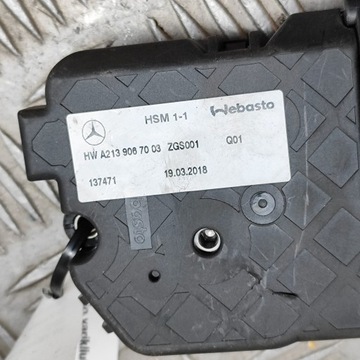 HSM 1-1 Webasto
HW A213 906 70 03 ZGS001 Q01
137471 19.03.2018